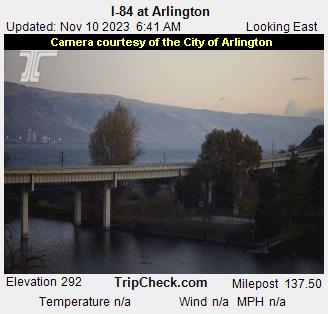 I-84 at Arlington
Updated: Nov 10 2023 6:41 AM Looking East
Camera courtesy of the City of Arlington
Elevation 292 TripCheck.com Milepost 137.50
Temperature n/a Wind n/a MPH n/a